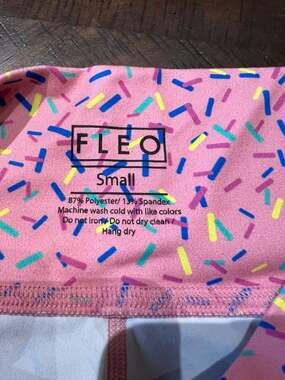 FLEO
Small
87% Polyester/ 13% Spandex
Machine wash cold with like colors
Do not iron/ Do not dry clean/
Hang dry